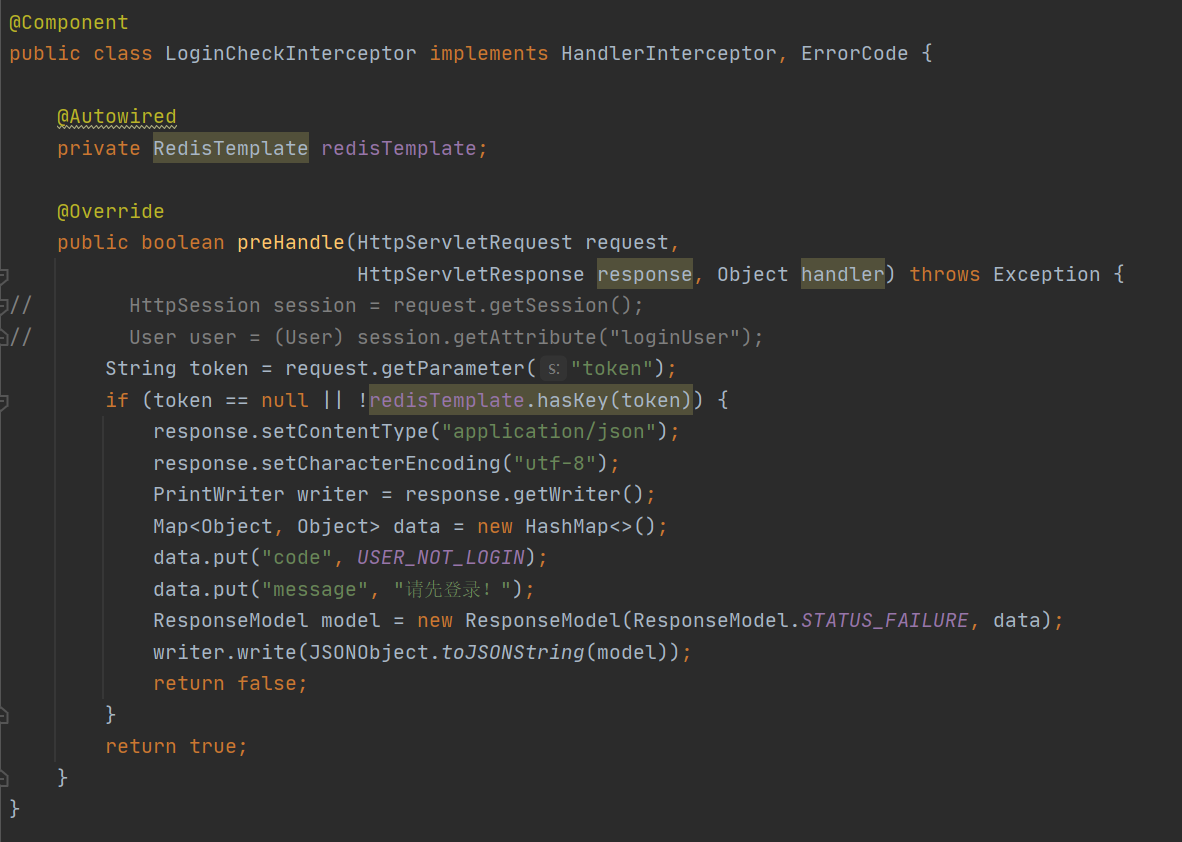 @Component
public class LoginCheckInterceptor implements HandlerInterceptor, ErrorCode {
@Autowired
private RedisTemplate redisTemplate;
@Override
public boolean preHandle(HttpServletRequest request,
HttpServletResponse response, Object handler) throws Exception {
// HttpSession session = request.getSession();
// User user = (User) session.getAttribute("loginUser");
String token = request.getParameter( s: "token");
if (token == null || !redisTemplate.hasKey(token)) {
response.setContentType("application/json");
response.setCharacterEncoding("utf-8");
PrintWriter writer = response.getWriter();
Map<Object, Object> data = new HashMap<>();
data.put("code", USER_NOT_LOGIN);
data.put("message", "请先登录！");
ResponseModel model = new ResponseModel(ResponseModel.STATUS_FAILURE, data);
writer.write(JSONObject.toJSONString(model));
return false;
}
return true;
}
}